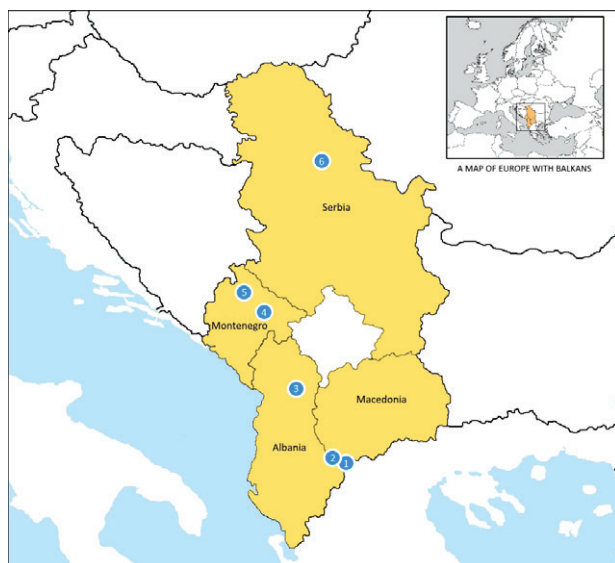 A MAP OF EUROPE WITH BALKANS
6
Serbia
5
4
Montenegro
3
Macedonia
Albania
2
1